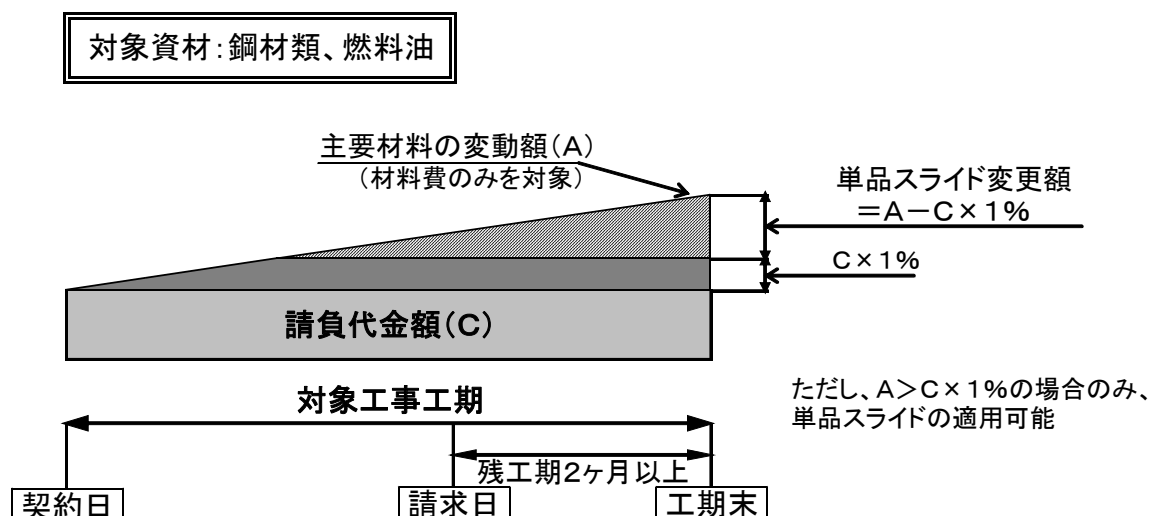 対象資材:鋼材類、燃料油
主要材料の変動額(A)
(材料費のみを対象)
単品スライド変更額
=A-C×1%
C×1%
請負代金額(C)
対象工事工期
ただし、A>C×1%の場合のみ、
単品スライドの適用可能
残工期2ヶ月以上
契約日
請求日
工期末